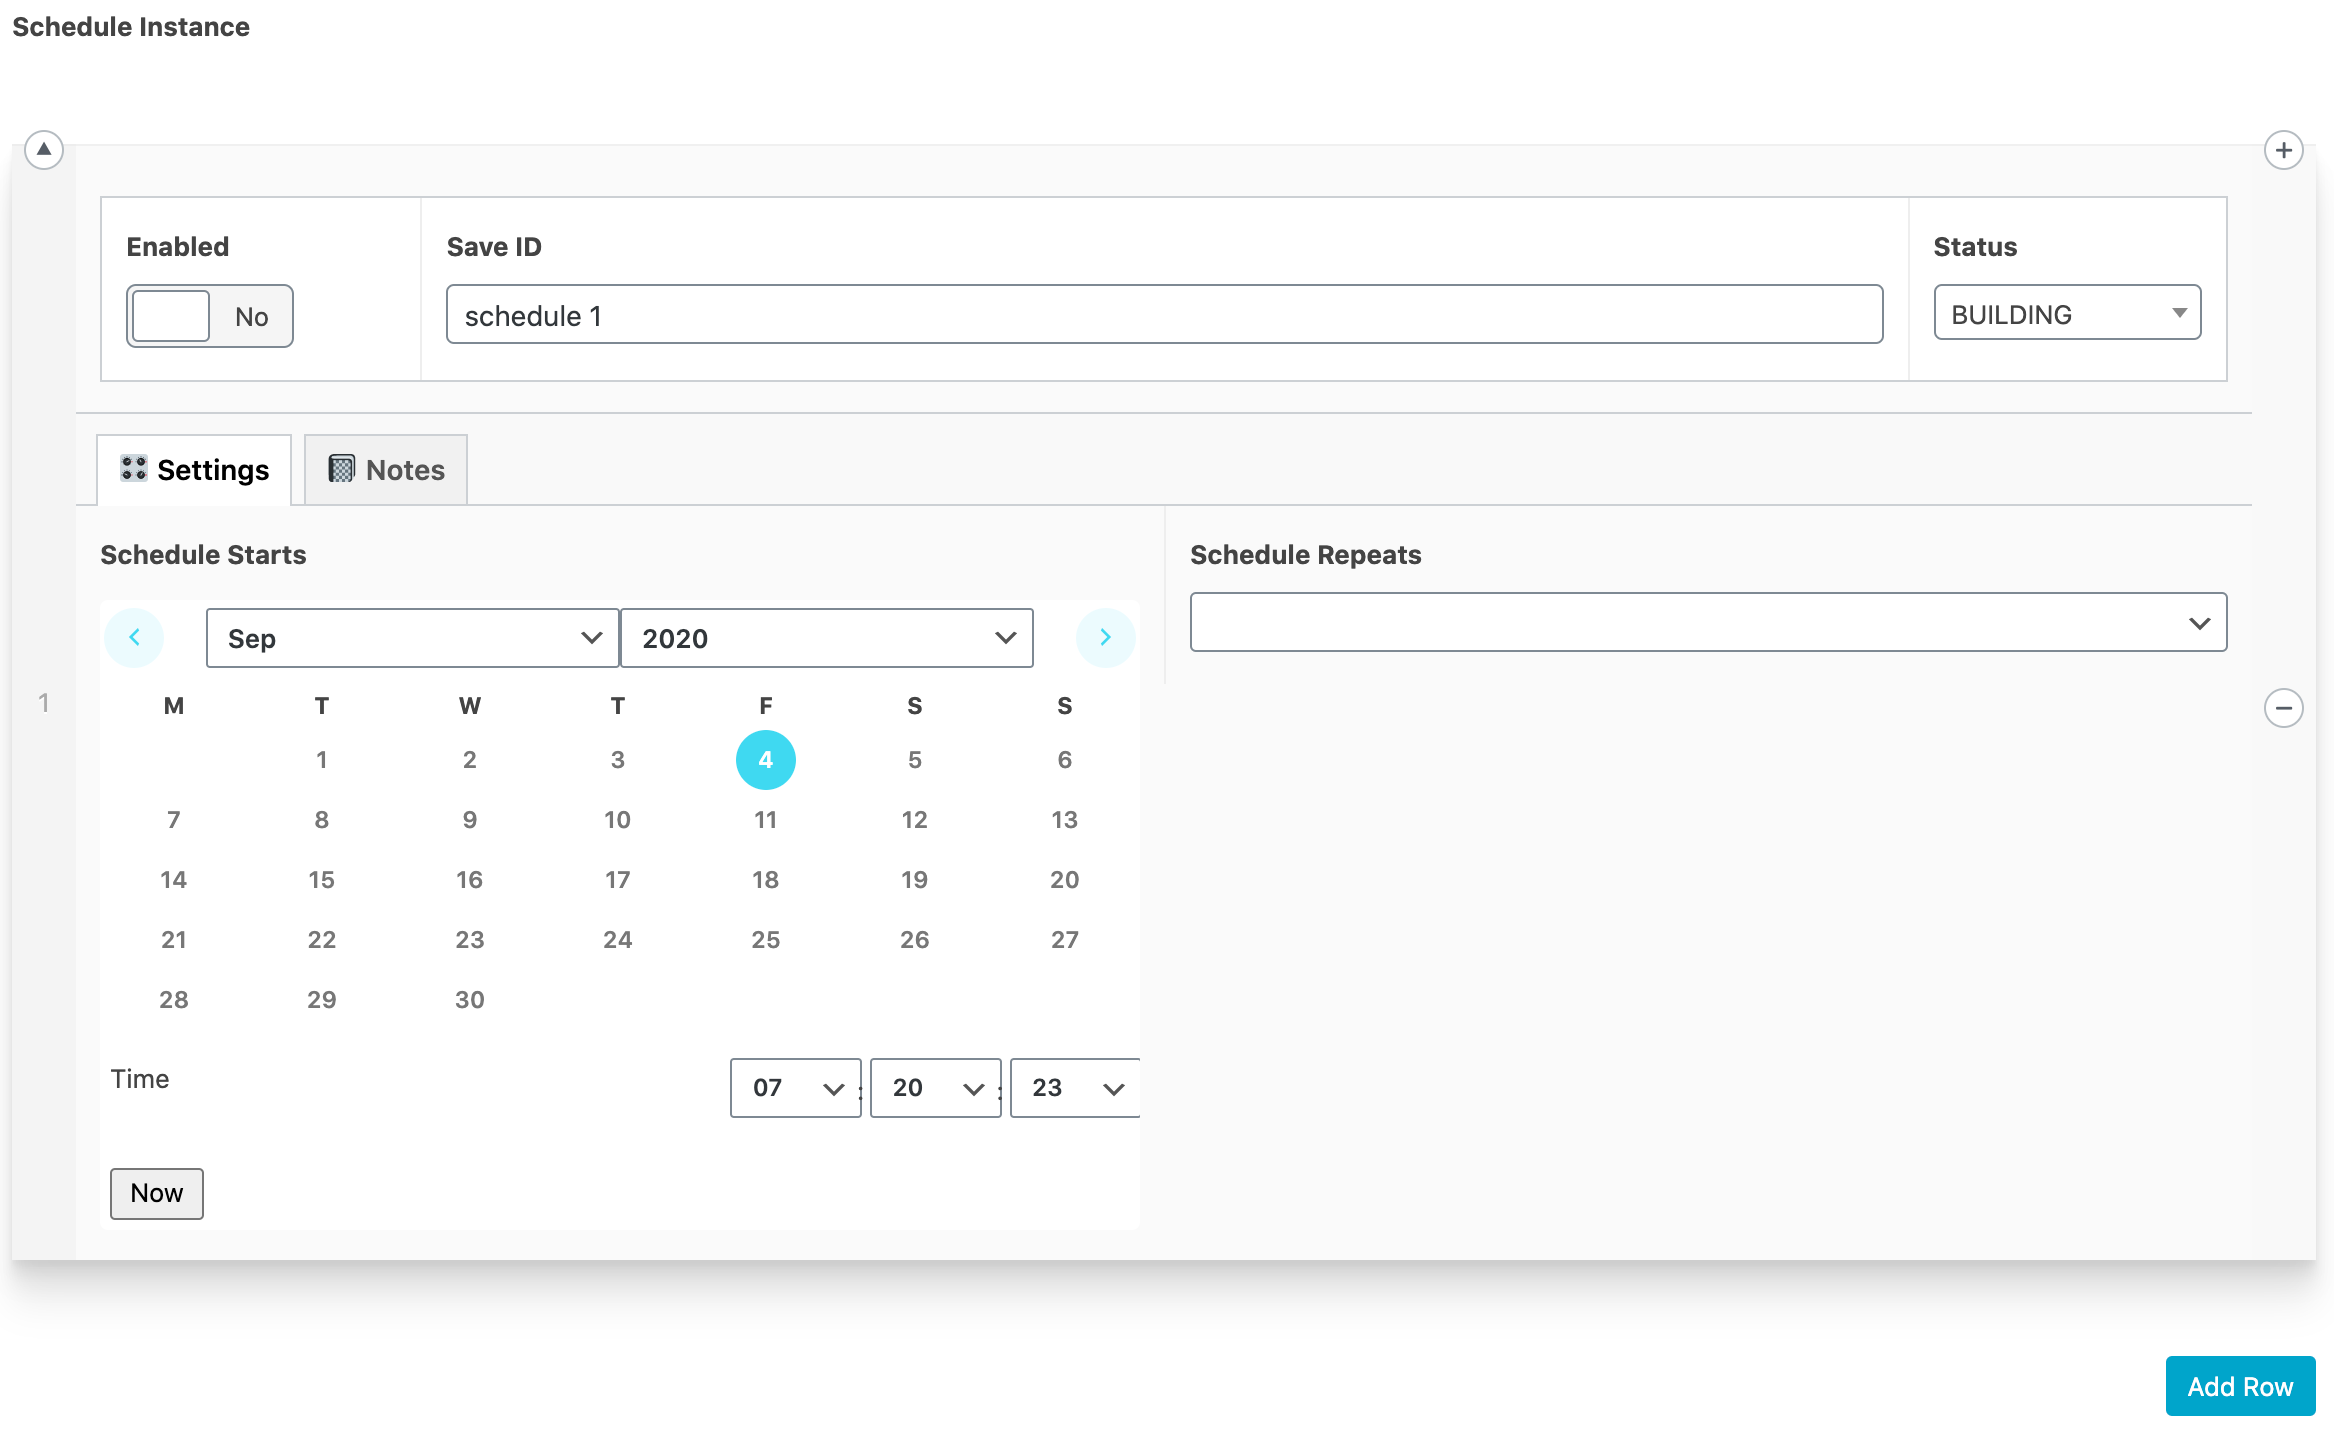 Schedule Instance
Enabled
Save ID
Status
No
schedule 1
BUILDING
Settings
Notes
Schedule Starts
Schedule Repeats
Sep
2020
M T W T F S S
1 2 3 4 5 6
7 8 9 10 11 12 13
14 15 16 17 18 19 20
21 22 23 24 25 26 27
28 29 30
1
Time
07 : 20 : 23
Now
Add Row